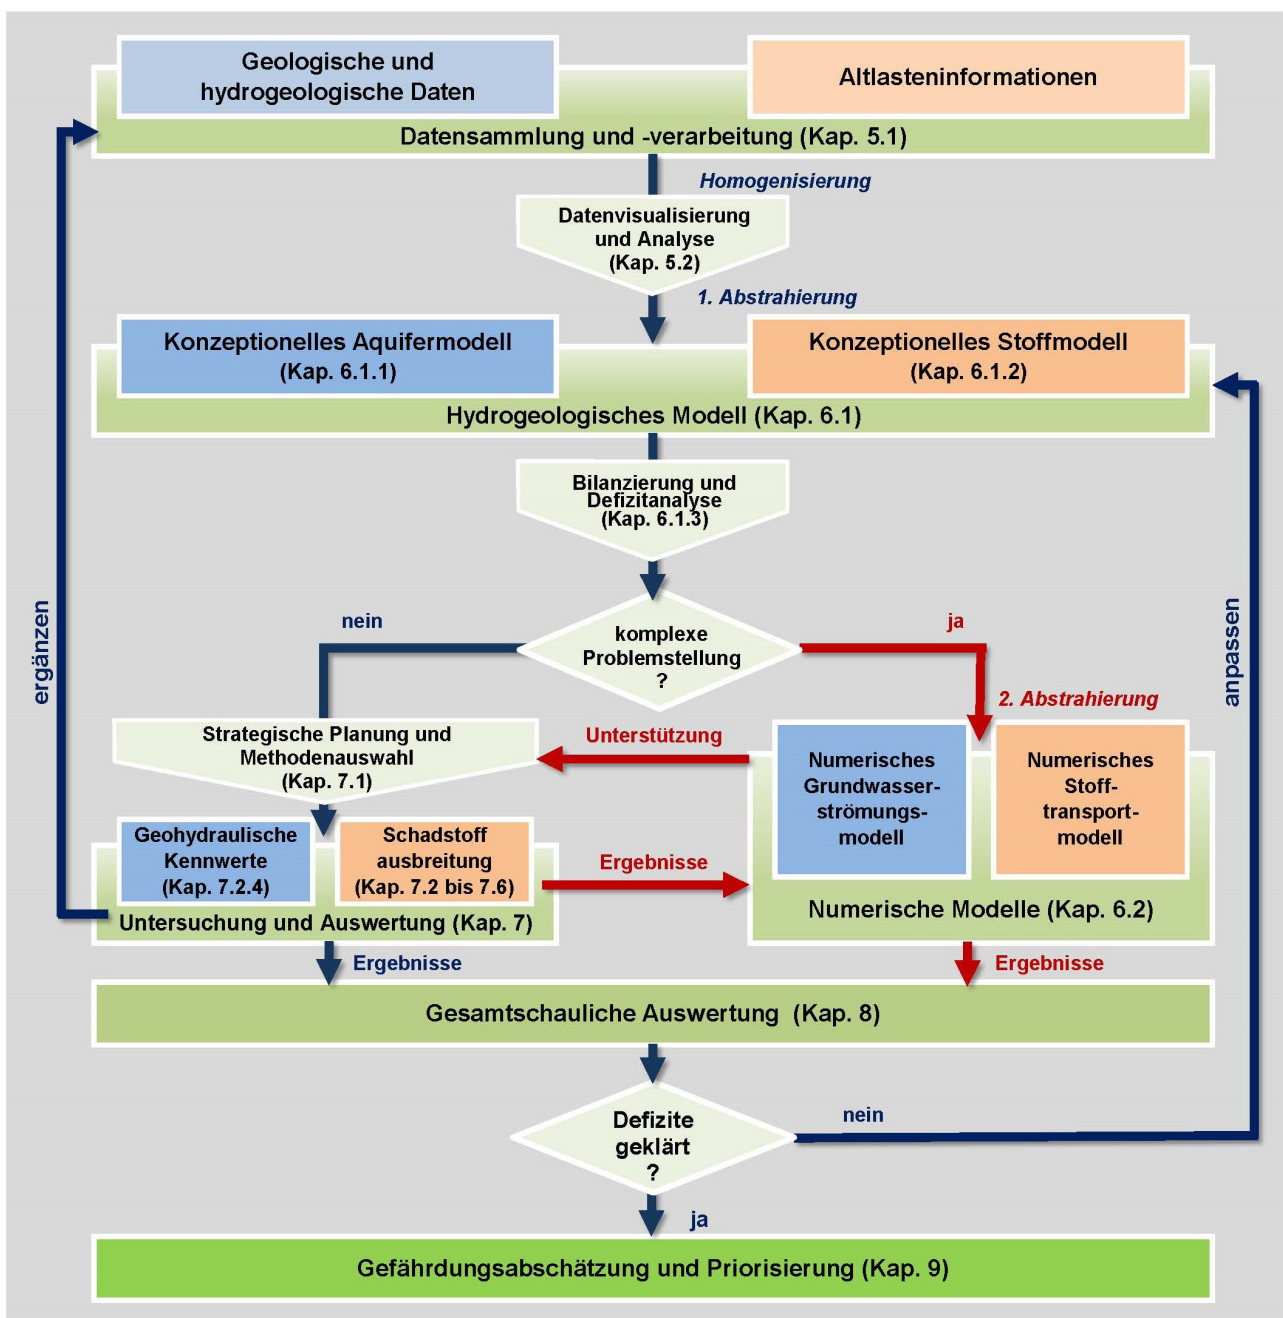 Geologische und
hydrogeologische Daten
Altlasteninformationen
Datensammlung und -verarbeitung (Kap. 5.1)
Homogenisierung
Datenvisualisierung
und Analyse
(Kap. 5.2)
1. Abstrahierung
Konzeptionelles Aquifermodell
(Kap. 6.1.1)
Konzeptionelles Stoffmodell
(Kap. 6.1.2)
Hydrogeologisches Modell (Kap. 6.1)
Bilanzierung und
Defizitanalyse
(Kap. 6.1.3)
nein
komplexe
Problemstellung
?
ja
ergänzen
anpassen
2. Abstrahierung
Strategische Planung und
Methodenauswahl
(Kap. 7.1)
Unterstützung
Numerisches
Grundwasser-
strömungs-
modell
Numerisches
Stoff-
transport-
modell
Geohydraulische
Kennwerte
(Kap. 7.2.4)
Schadstoff
ausbreitung
(Kap. 7.2 bis 7.6)
Ergebnisse
Untersuchung und Auswertung (Kap. 7)
Numerische Modelle (Kap. 6.2)
Ergebnisse
Ergebnisse
Gesamtschauliche Auswertung (Kap. 8)
Defizite
geklärt
?
nein
ja
Gefährdungsabschätzung und Priorisierung (Kap. 9)